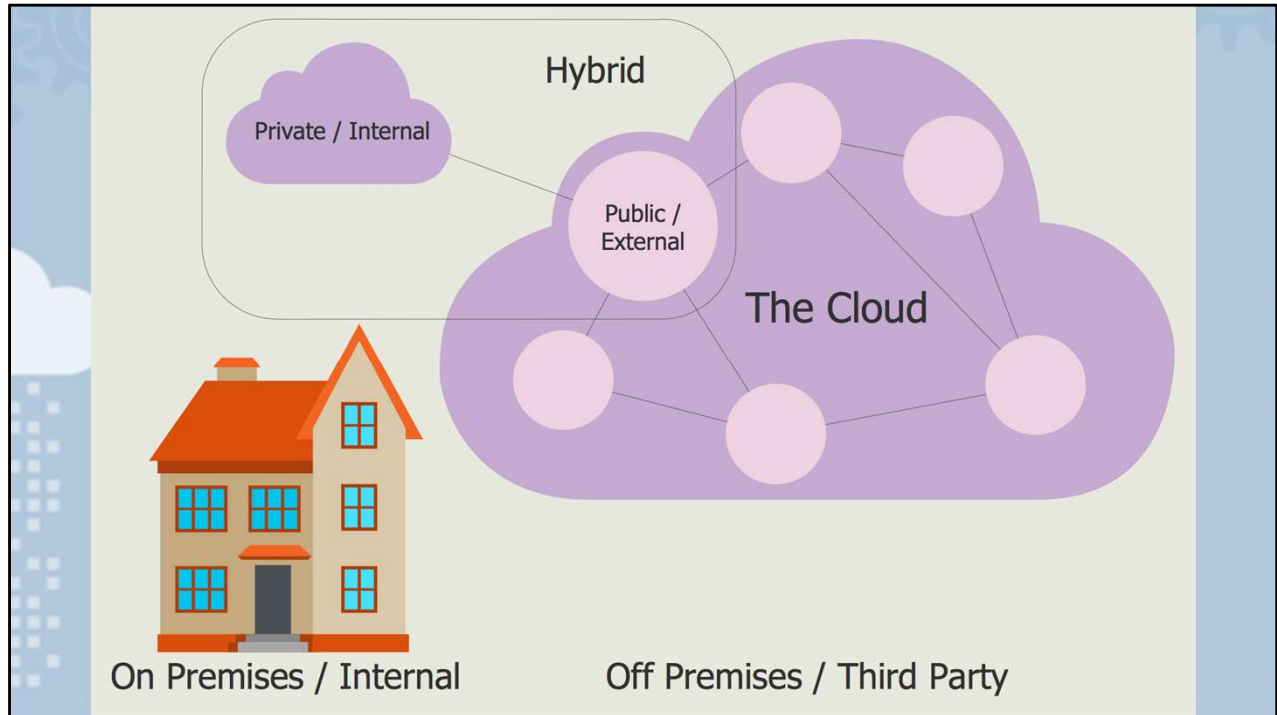 Hybrid
Private / Internal
Public /
External
The Cloud
On Premises / Internal
Off Premises / Third Party